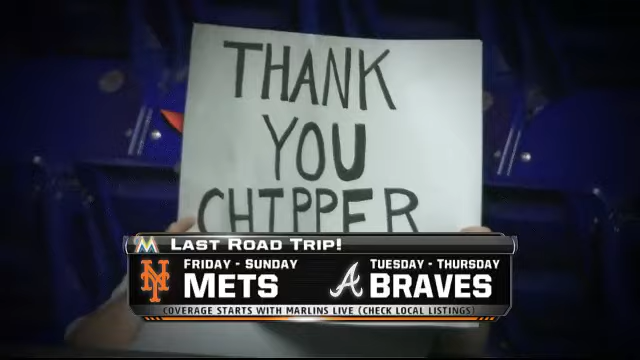 THANK
YOU
CHIPPER
LAST ROAD TRIP!
FRIDAY - SUNDAY
METS
TUESDAY - THURSDAY
BRAVES
COVERAGE STARTS WITH MARLINS LIVE (CHECK LOCAL LISTINGS)